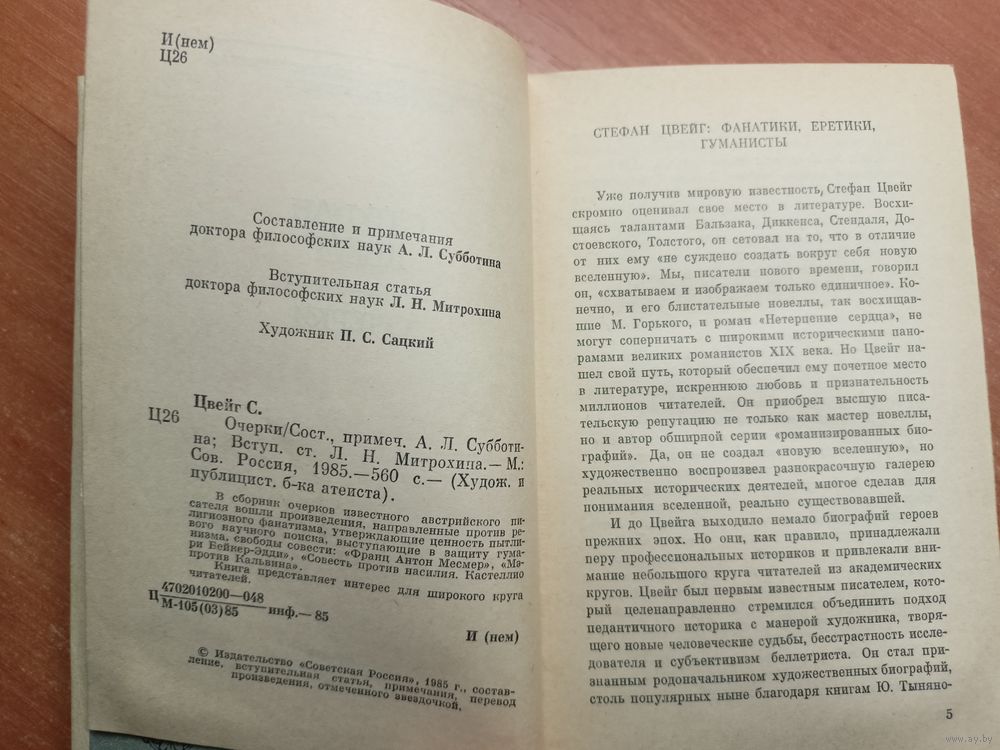 И (нем)
Ц26
Составление и примечания
доктора философских наук А. Л. Субботина
Вступительная статья
доктора философских наук Л. Н. Митрохина
Художник П. С. Сацкий
Цвейг С.
Ц26
Очерки/Сост., примеч. А. Л. Субботи-
на; Вступ. ст. Л. Н. Митрохина.— М.:
Сов. Россия, 1985.—560 с.— (Худож. и
публицист. б-ка атеиста).
В сборник очерков известного австрийского пи-
сателя вошли произведения, направленные против ре-
лигиозного фанатизма, утверждающие ценность пытли-
вого научного поиска, выступающие в защиту гума-
низма, свободы совести: «Франц Антон Месмер», «Мэ-
ри Бейкер-Эдди», «Совесть против насилия. Кастеллио
против Кальвина».
Книга представляет интерес для широкого круга
читателей.
Ц 4702010200—048
М-105(03)85 инф.— 85
И (нем)
© Издательство «Советская Россия», 1985 г., состав-
ление, вступительная статья, примечания, перевод
произведения, отмеченного звездочкой.
СТЕФАН ЦВЕЙГ: ФАНАТИКИ, ЕРЕТИКИ,
ГУМАНИСТЫ
Уже получив мировую известность, Стефан Цвейг
скромно оценивал свое место в литературе. Восхи-
щаясь талантами Бальзака, Диккенса, Стендаля, До-
стоевского, Толстого, он сетовал на то, что в отличие
от них ему «не суждено создать вокруг себя новую
вселенную». Мы, писатели нового времени, говорил
он, «схватываем и изображаем только единичное». Ко-
нечно, и его блистательные новеллы, так восхищав-
шие М. Горького, и роман «Нетерпение сердца», не
могут соперничать с широкими историческими пано-
рамами великих романистов XIX века. Но Цвейг на-
шел свой путь, который обеспечил ему почетное место
в литературе, искреннюю любовь и признательность
миллионов читателей. Он приобрел высшую писа-
тельскую репутацию не только как мастер новеллы,
но и автор обширной серии «романизированных био-
графий». Да, он не создал «новую вселенную», но
художественно воспроизвел разнокрасочную галерею
реальных исторических деятелей, много сделав для
понимания вселенной, реально существовавшей.
И до Цвейга выходило немало биографий героев
прежних эпох. Но они, как правило, принадлежали
перу профессиональных историков и привлекали вни-
мание небольшого круга читателей из академических
кругов. Цвейг был первым известным писателем, кото-
рый целенаправленно стремился объединить подход
педантичного историка с манерой художника, творя-
щего новые человеческие судьбы, бесстрастность иссле-
дователя и субъективизм беллетриста. Он стал при-
знанным родоначальником художественных биографий,
столь популярных ныне благодаря книгам Ю. Тыняно-
5
www.ay.by